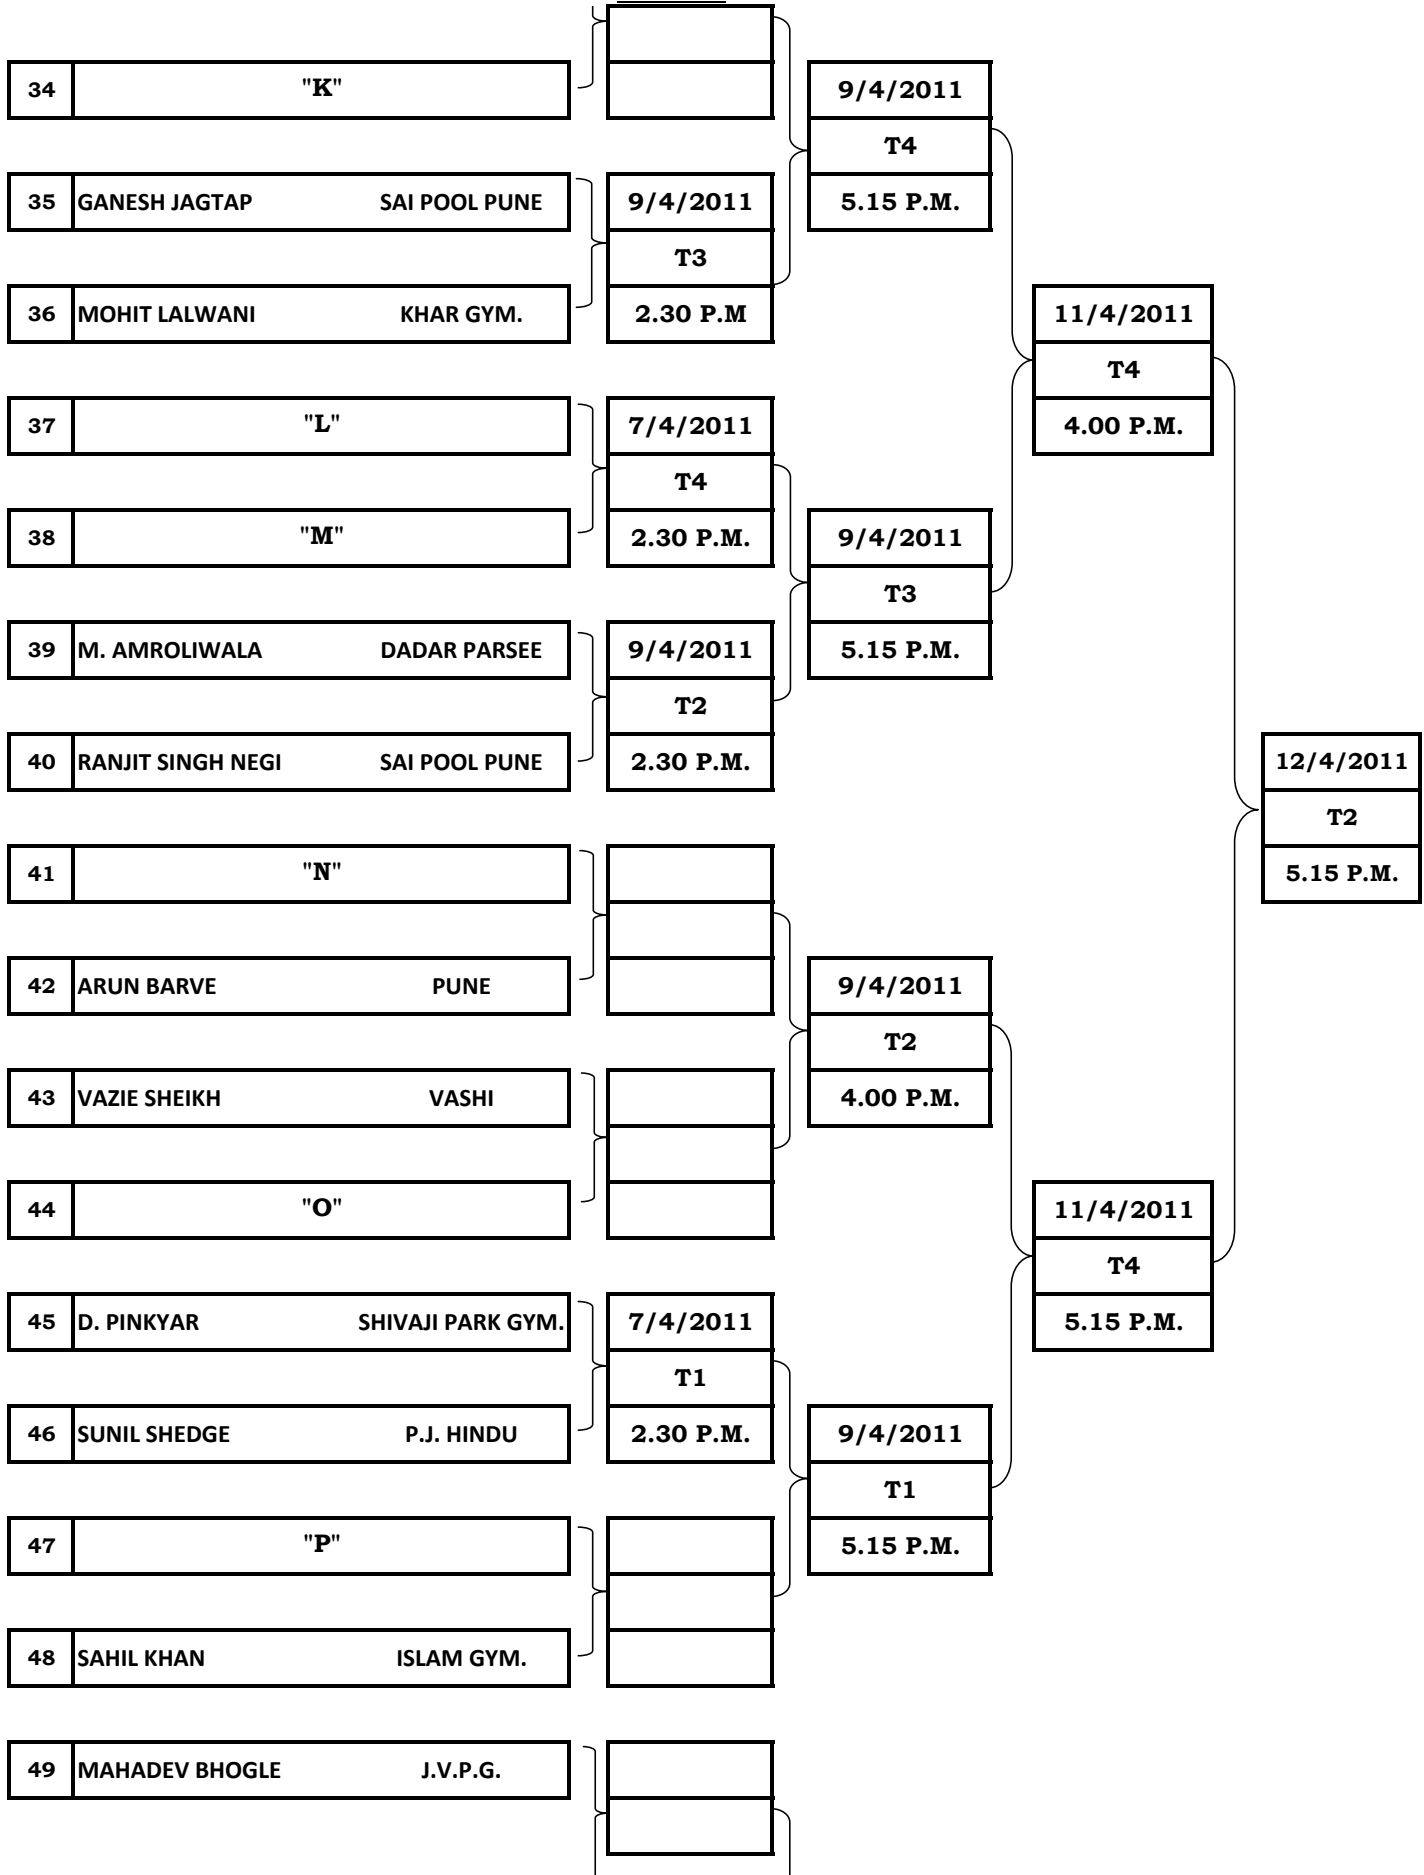 34 "K" 9/4/2011
T4
35 GANESH JAGTAP SAI POOL PUNE 9/4/2011 5.15 P.M.
T3
36 MOHIT LALWANI KHAR GYM. 2.30 P.M 11/4/2011
T4
37 "L" 7/4/2011 4.00 P.M.
T4
38 "M" 2.30 P.M. 9/4/2011
T3
39 M. AMROLIWALA DADAR PARSEE 9/4/2011 5.15 P.M.
T2
40 RANJIT SINGH NEGI SAI POOL PUNE 2.30 P.M. 12/4/2011
T2
41 "N" 5.15 P.M.
42 ARUN BARVE PUNE 9/4/2011
T2
43 VAZIE SHEIKH VASHI 4.00 P.M.
44 "O" 11/4/2011
T4
45 D. PINKYAR SHIVAJI PARK GYM. 7/4/2011 5.15 P.M.
T1
46 SUNIL SHEDGE P.J. HINDU 2.30 P.M. 9/4/2011
T1
47 "P" 5.15 P.M.
48 SAHIL KHAN ISLAM GYM.
49 MAHADEV BHOGLE J.V.P.G.